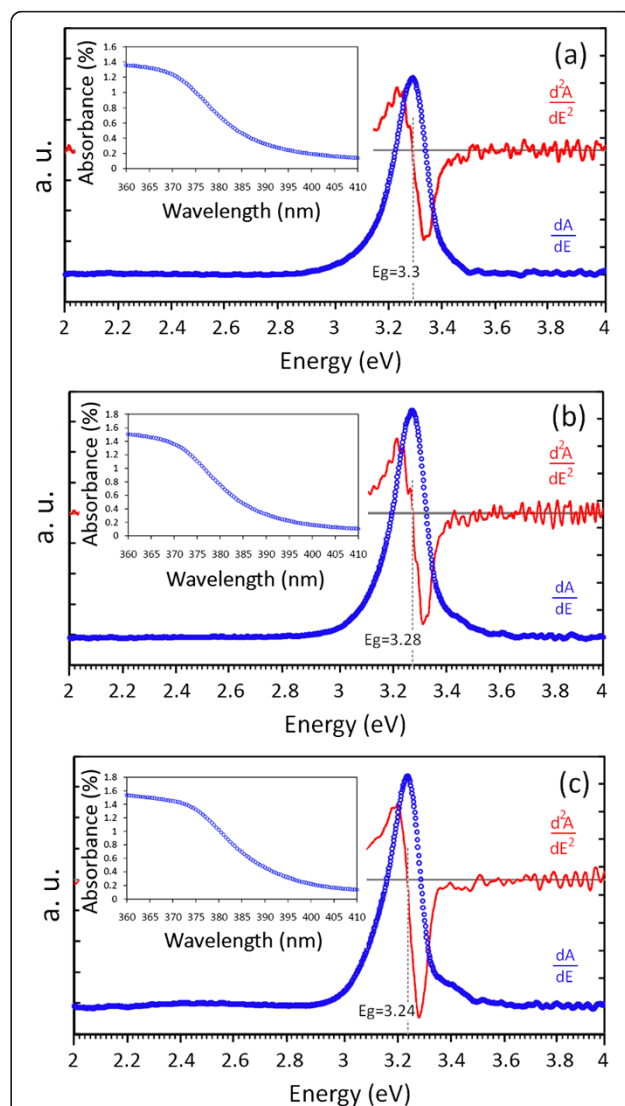 (a)
Absorbance (%)
1.6
1.4
1.2
1
0.8
0.6
0.4
0.2
0
360 365 370 375 380 385 390 395 400 405 410
Wavelength (nm)
d²A
dE²
dA
dE
a. u.
Eg=3.3
2 2.2 2.4 2.6 2.8 3 3.2 3.4 3.6 3.8 4
Energy (eV)
(b)
Absorbance (%)
1.8
1.6
1.4
1.2
1
0.8
0.6
0.4
0.2
0
360 365 370 375 380 385 390 395 400 405 410
Wavelength (nm)
d²A
dE²
dA
dE
a. u.
Eg=3.28
2 2.2 2.4 2.6 2.8 3 3.2 3.4 3.6 3.8 4
Energy (eV)
(c)
Absorbance (%)
1.8
1.6
1.4
1.2
1
0.8
0.6
0.4
0.2
0
360 365 370 375 380 385 390 395 400 405 410
Wavelength (nm)
d²A
dE²
dA
dE
a. u.
Eg=3.24
2 2.2 2.4 2.6 2.8 3 3.2 3.4 3.6 3.8 4
Energy (eV)